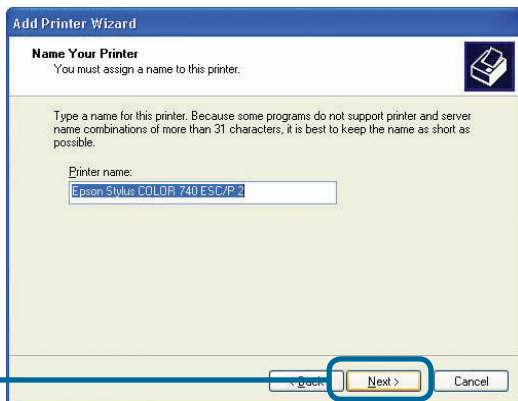 Add Printer Wizard
Name Your Printer
You must assign a name to this printer.
Type a name for this printer. Because some programs do not support printer and server
name combinations of more than 31 characters, it is best to keep the name as short as
possible.
Printer name:
Epson Stylus COLOR 740 ESC/P 2
< Back
Next >
Cancel